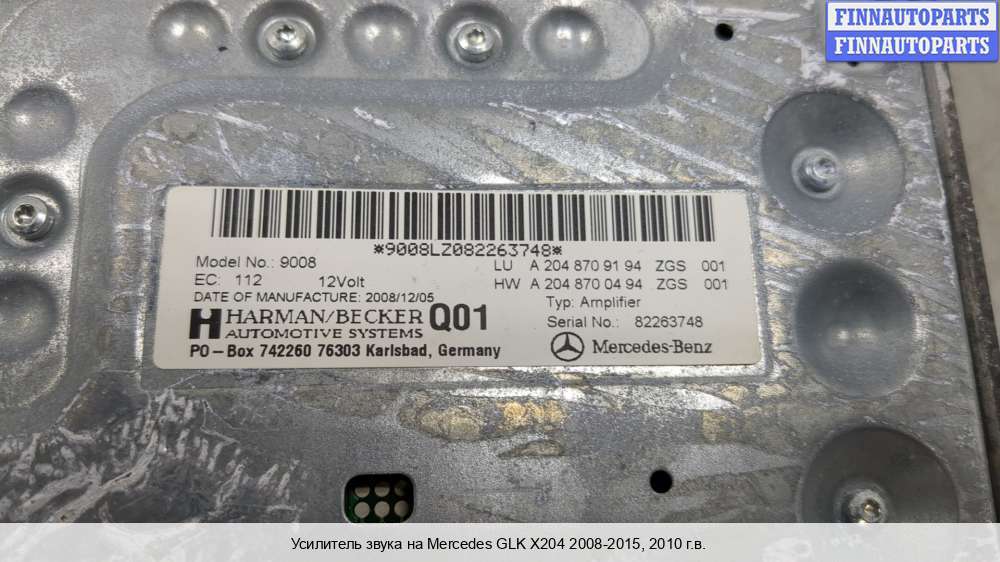 FINNAUTOPARTS
FINNAUTOPARTS
*9008LZ082263748*
Model No.: 9008
LU A 204 870 91 94 ZGS 001
EC: 112 12Volt
HW A 204 870 04 94 ZGS 001
DATE OF MANUFACTURE: 2008/12/05
Typ: Amplifier
HARMAN/BECKER Q01
AUTOMOTIVE SYSTEMS
Serial No.: 82263748
PO-Box 742260 76303 Karlsbad, Germany
Mercedes-Benz
Усилитель звука на Mercedes GLK X204 2008-2015, 2010 г.в.